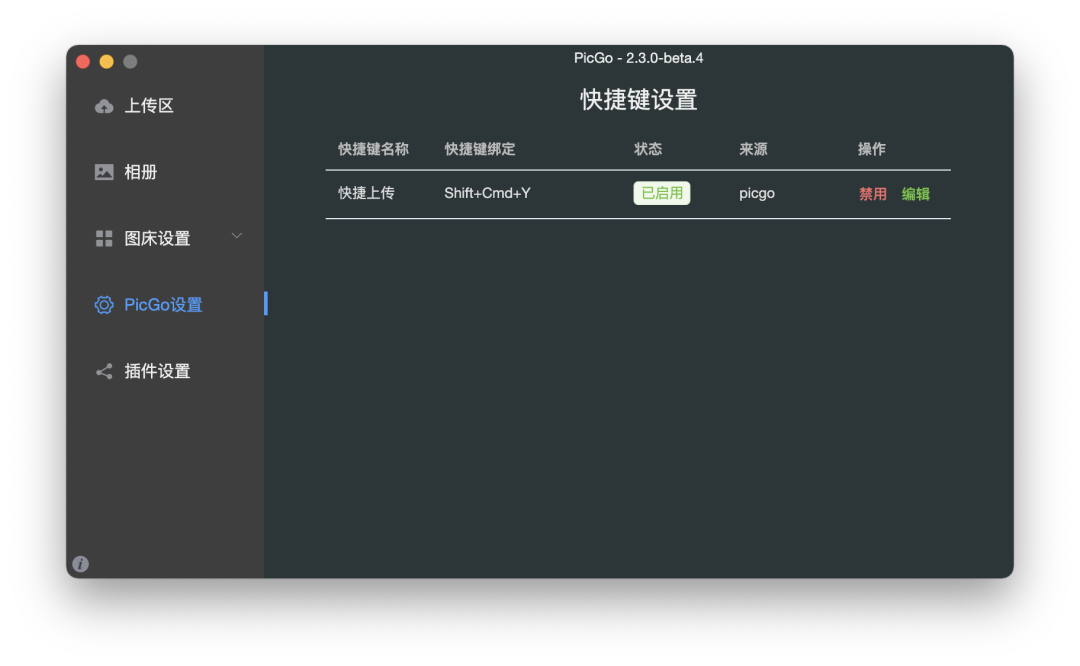 PicGo - 2.3.0-beta.4
上传区
相册
图床设置
PicGo设置
插件设置
快捷键设置
快捷键名称 快捷键绑定 状态 来源 操作
快捷上传 Shift+Cmd+Y 已启用 picgo 禁用 编辑